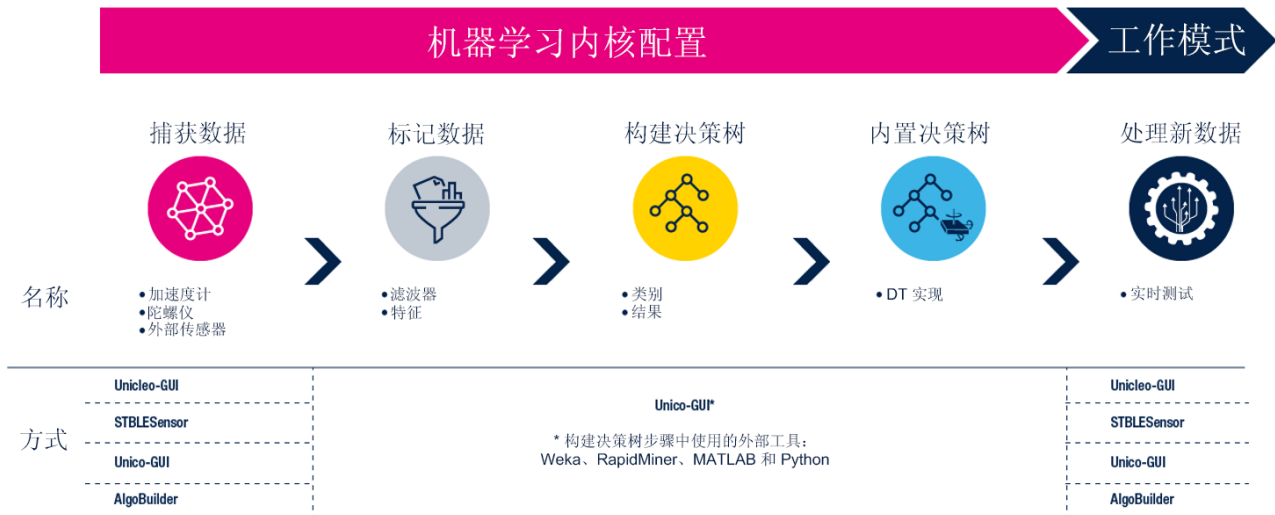 机器学习内核配置
工作模式
捕获数据
标记数据
构建决策树
内置决策树
处理新数据
名称
•加速度计
•陀螺仪
•外部传感器
•滤波器
•特征
•类别
•结果
•DT 实现
•实时测试
方式
Unicleo-GUI
STBLESensor
Unico-GUI
AlgoBuilder
Unico-GUI*
* 构建决策树步骤中使用的外部工具：
Weka、RapidMiner、MATLAB 和 Python
Unicleo-GUI
STBLESensor
Unico-GUI
AlgoBuilder